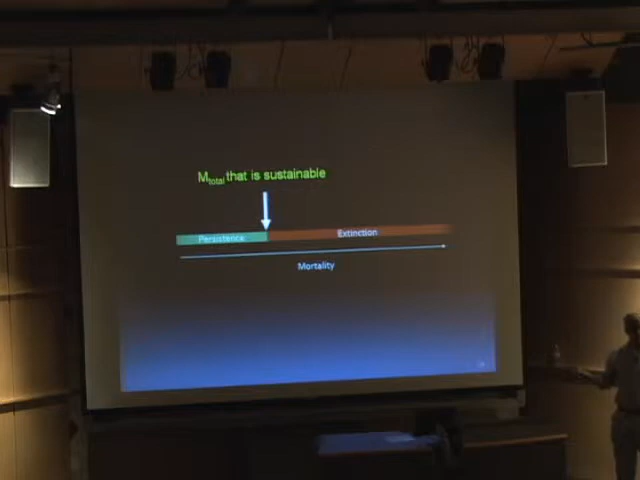 M_total that is sustainable
Persistence
Extinction
Mortality